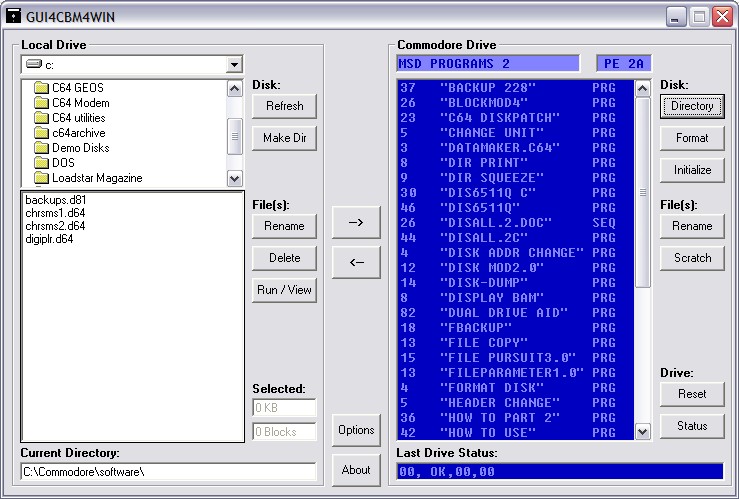 GUI4CBM4WIN
Local Drive
c:
C64 GEOS
C64 Modem
C64 utilities
c64archive
Demo Disks
DOS
Loadstar Magazine
Disk:
Refresh
Make Dir
backups.d81
chrsms1.d64
chrsms2.d64
digiplr.d64
File(s):
Rename
Delete
Run / View
Selected:
0 KB
0 Blocks
Current Directory:
C:\Commodore\software\
-->
<--
Options
About
Commodore Drive
MSD PROGRAMS 2 PE 2A
37 "BACKUP 228" PRG
26 "BLOCKMOD4" PRG
23 "C64 DISKPATCH" PRG
5 "CHANGE UNIT" PRG
3 "DATAMAKER.C64" PRG
8 "DIR PRINT" PRG
9 "DIR SQUEEZE" PRG
30 "DIS6511Q C" PRG
46 "DIS6511Q" PRG
26 "DISALL.2.DOC" SEQ
44 "DISALL.2C" PRG
4 "DISK ADDR CHANGE" PRG
12 "DISK MOD2.0" PRG
14 "DISK-DUMP" PRG
8 "DISPLAY BAM" PRG
82 "DUAL DRIVE AID" PRG
18 "FBACKUP" PRG
13 "FILE COPY" PRG
15 "FILE PURSUIT3.0" PRG
13 "FILEPARAMETER1.0" PRG
4 "FORMAT DISK" PRG
5 "HEADER CHANGE" PRG
36 "HOW TO PART 2" PRG
42 "HOW TO USE" PRG
Disk:
Directory
Format
Initialize
File(s):
Rename
Scratch
Drive:
Reset
Status
Last Drive Status:
00, OK,00,00